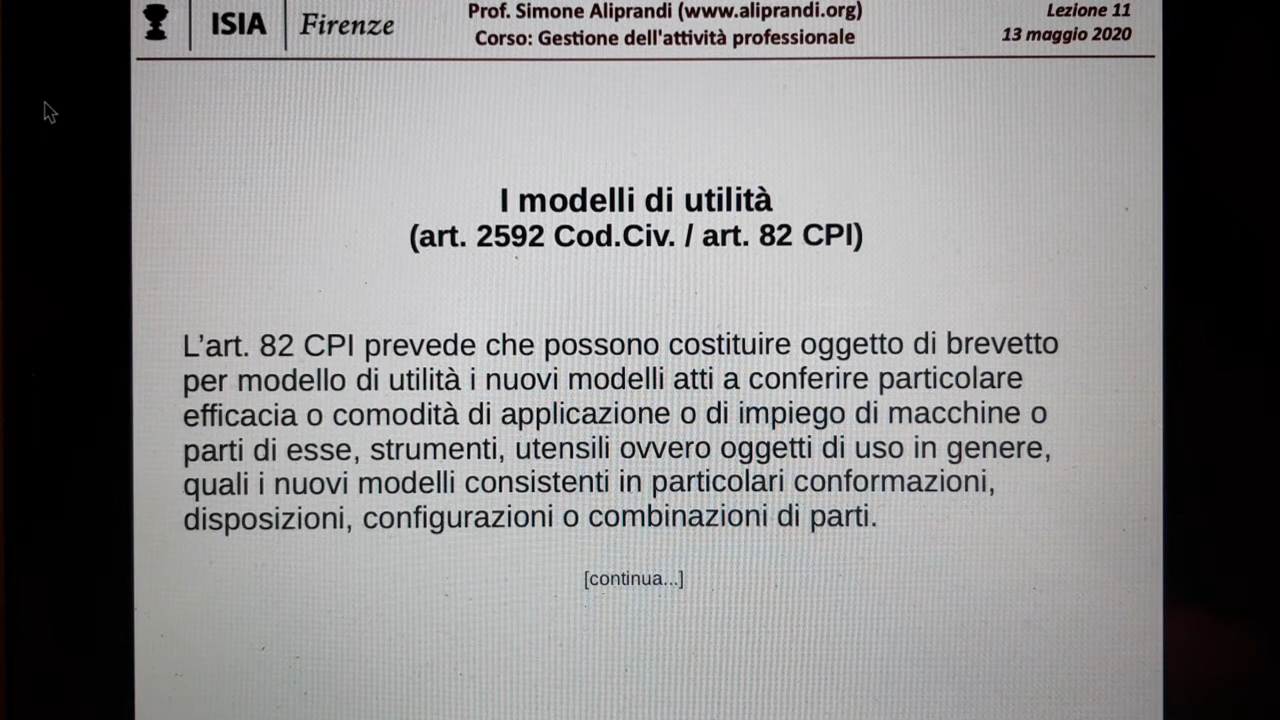 ISIA Firenze
Prof. Simone Aliprandi (www.aliprandi.org)
Corso: Gestione dell'attività professionale
Lezione 11
13 maggio 2020
I modelli di utilità
(art. 2592 Cod.Civ. / art. 82 CPI)
L’art. 82 CPI prevede che possono costituire oggetto di brevetto
per modello di utilità i nuovi modelli atti a conferire particolare
efficacia o comodità di applicazione o di impiego di macchine o
parti di esse, strumenti, utensili ovvero oggetti di uso in genere,
quali i nuovi modelli consistenti in particolari conformazioni,
disposizioni, configurazioni o combinazioni di parti.
[continua...]